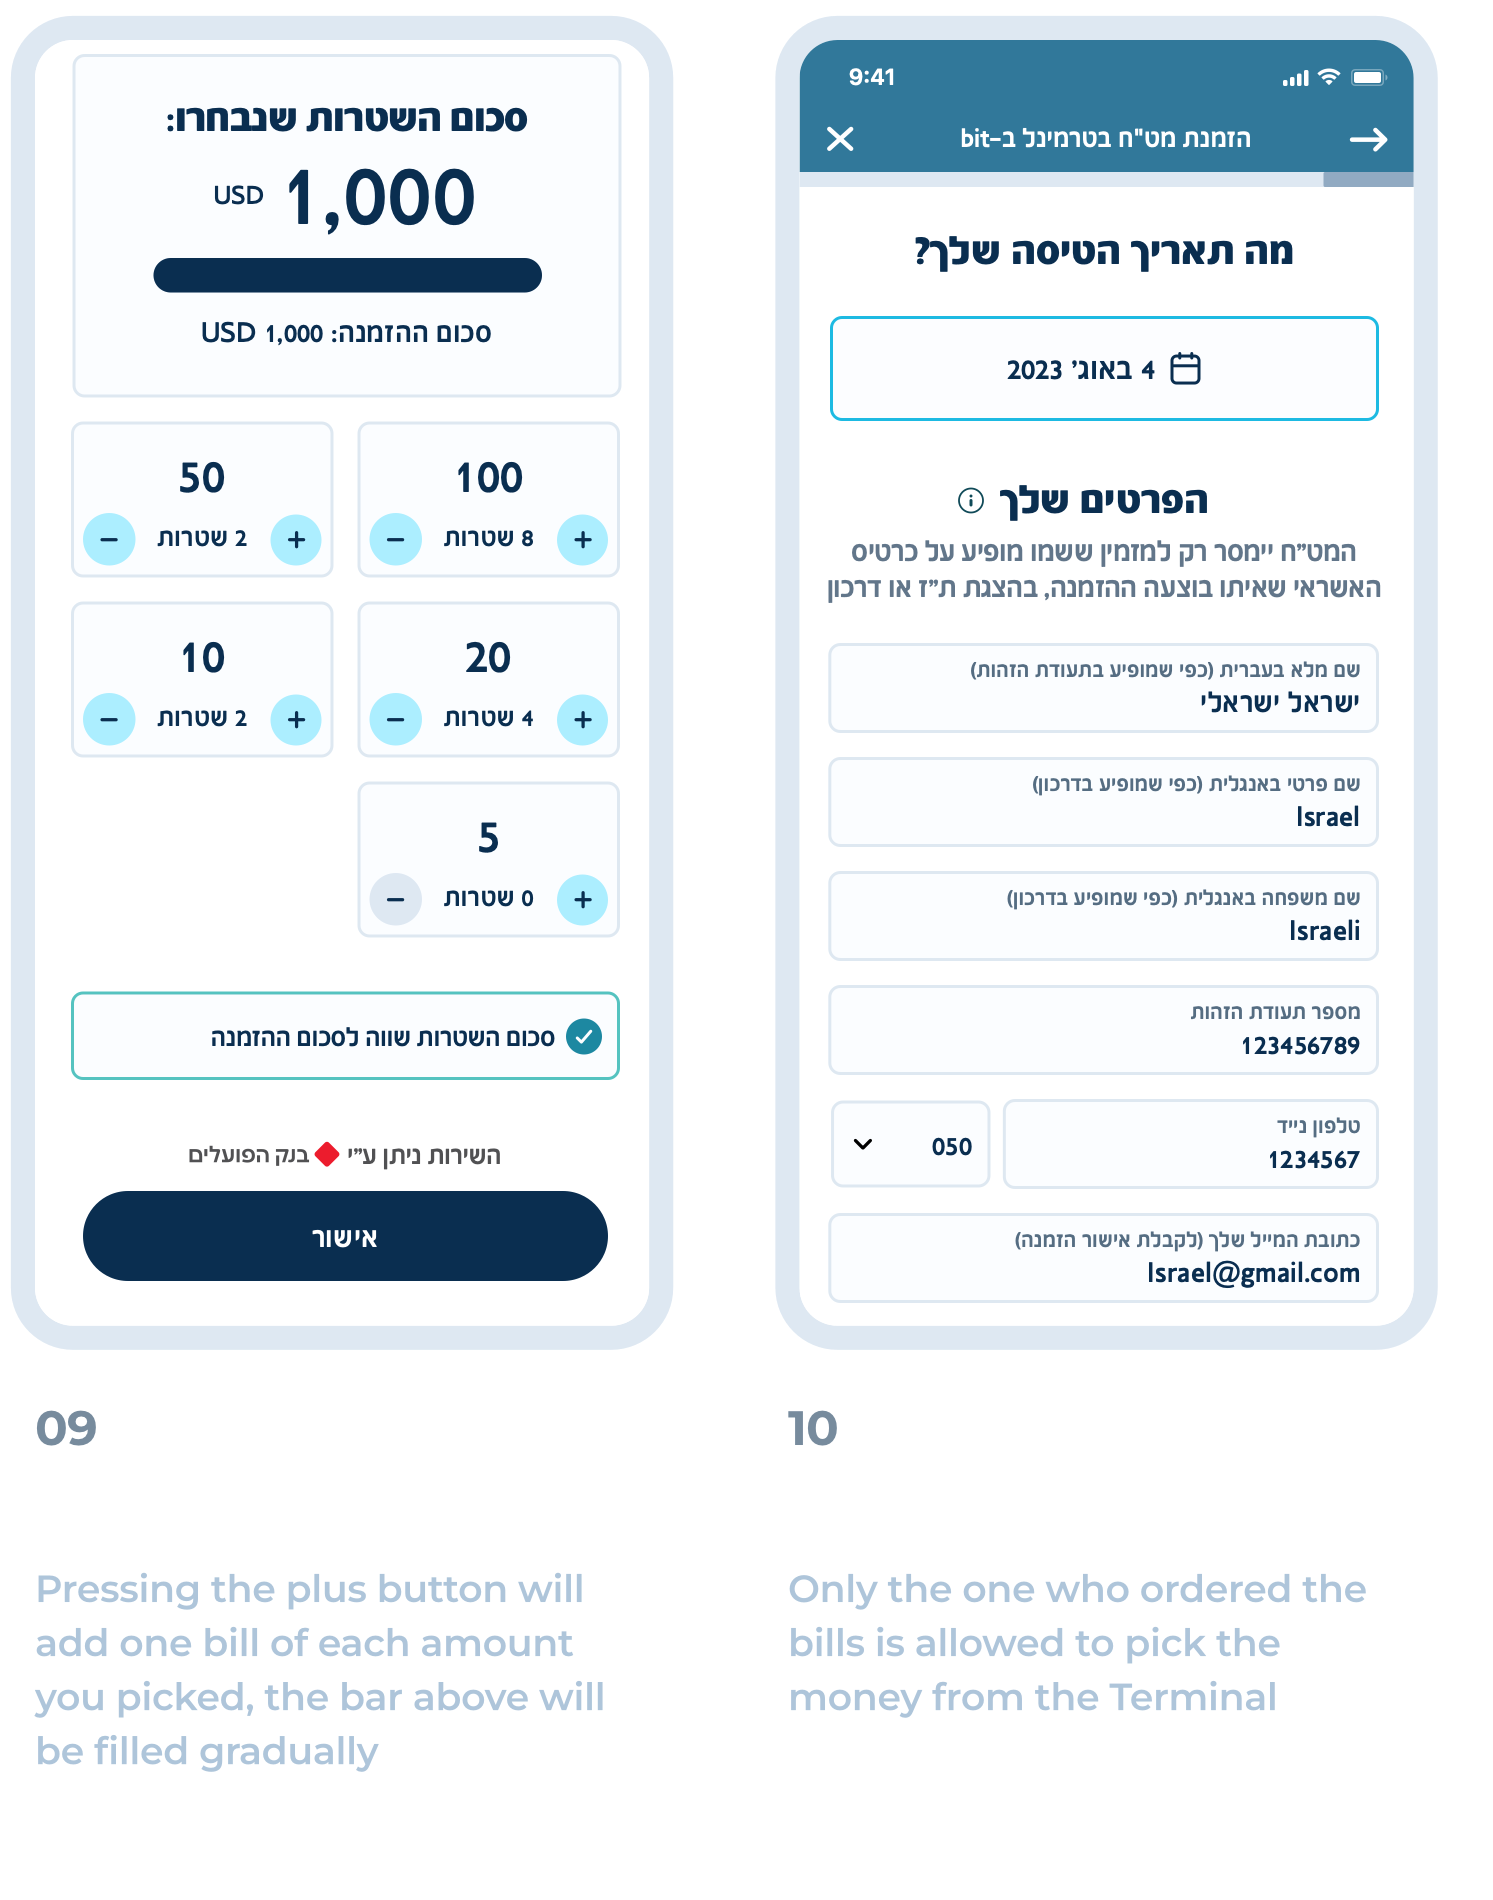 סכום השטרות שנבחרו:
1,000 USD
סכום ההזמנה: 1,000 USD
100
8 שטרות
50
2 שטרות
20
4 שטרות
10
2 שטרות
5
0 שטרות
סכום השטרות שווה לסכום ההזמנה
השירות ניתן ע״י בנק הפועלים
אישור
09
Pressing the plus button will
add one bill of each amount
you picked, the bar above will
be filled gradually
9:41
הזמנת מט"ח בטרמינל ב-bit
מה תאריך הטיסה שלך?
4 באוג׳ 2023
הפרטים שלך
המט״ח יימסר רק למזמין ששמו מופיע על כרטיס
האשראי שאיתו בוצעה ההזמנה, בהצגת ת״ז או דרכון
שם מלא בעברית (כפי שמופיע בתעודת הזהות)
ישראל ישראלי
שם פרטי באנגלית (כפי שמופיע בדרכון)
Israel
שם משפחה באנגלית (כפי שמופיע בדרכון)
Israeli
מספר תעודת הזהות
123456789
טלפון נייד
1234567
050
כתובת המייל שלך (לקבלת אישור הזמנה)
Israel@gmail.com
10
Only the one who ordered the
bills is allowed to pick the
money from the Terminal